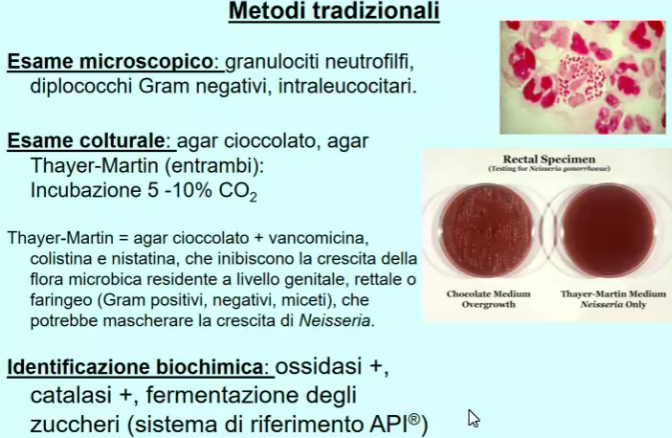 Metodi tradizionali
Esame microscopico: granulociti neutrofilfi,
diplococchi Gram negativi, intraleucocitari.
Esame colturale: agar cioccolato, agar
Thayer-Martin (entrambi):
Incubazione 5 -10% CO₂
Thayer-Martin = agar cioccolato + vancomicina,
colistina e nistatina, che inibiscono la crescita della
flora microbica residente a livello genitale, rettale o
faringeo (Gram positivi, negativi, miceti), che
potrebbe mascherare la crescita di Neisseria.
Identificazione biochimica: ossidasi +,
catalasi +, fermentazione degli
zuccheri (sistema di riferimento API®)
Rectal Specimen
(Testing for Neisseria gonorrhoeae)
Chocolate Medium
Overgrowth
Thayer-Martin Medium
Neisseria Only